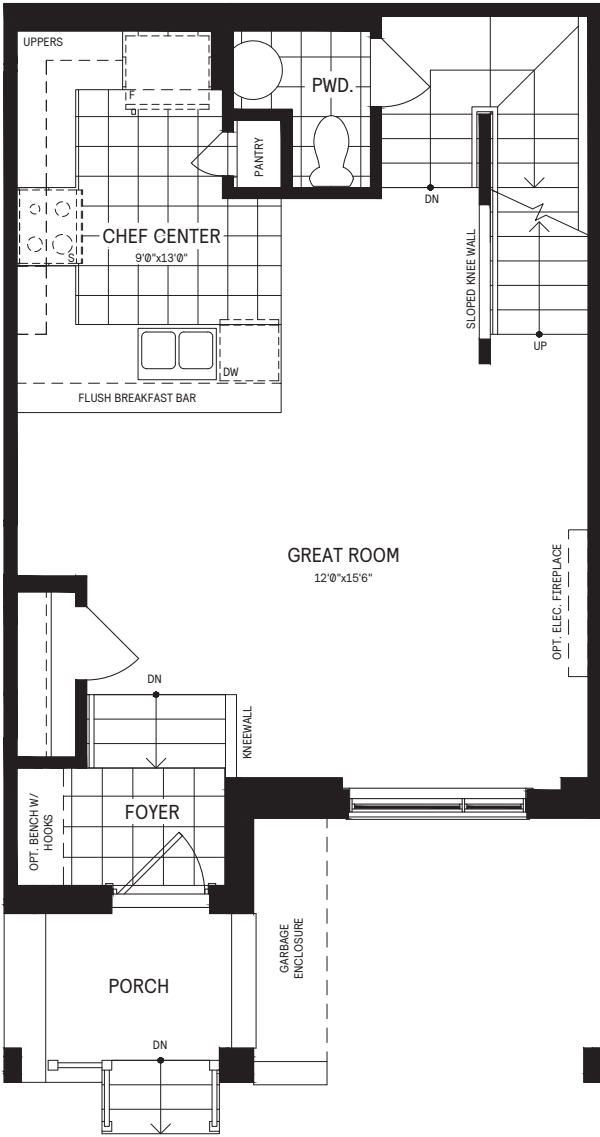 UPPERS
F
PWD.
PANTRY
DN
CHEF CENTER
9'0"x13'0"
S
SLOPED KNEE WALL
UP
DW
FLUSH BREAKFAST BAR
GREAT ROOM
12'0"x15'6"
OPT. ELEC. FIREPLACE
DN
KNEEWALL
FOYER
OPT. BENCH W/
HOOKS
GARBAGE
ENCLOSURE
PORCH
DN